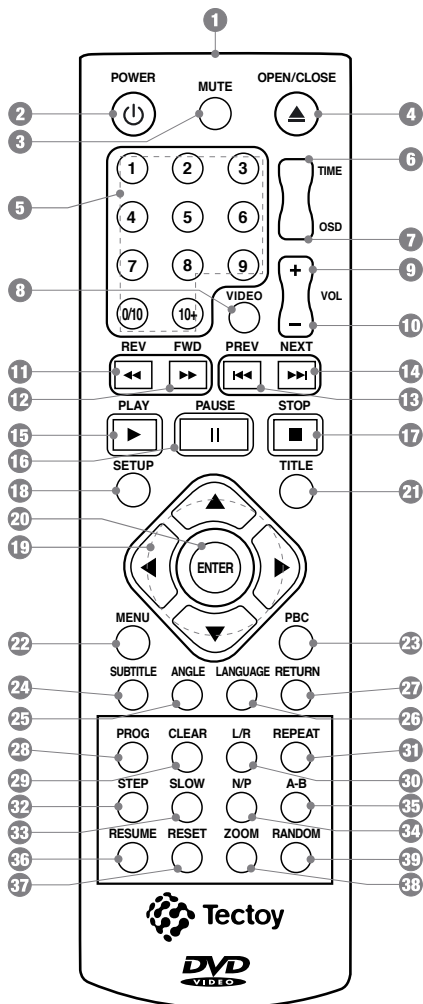 1
POWER
MUTE
OPEN/CLOSE
2
3
4
5
1 2 3
6
TIME
4 5 6
OSD
7
7 8 9
8
VIDEO
+
9
VOL
0/10 10+
–
10
REV FWD PREV NEXT
11
12
13
14
PLAY PAUSE STOP
15
16
17
SETUP TITLE
18
21
20
19
ENTER
MENU PBC
22
23
SUBTITLE ANGLE LANGUAGE RETURN
24
25
26
27
PROG CLEAR L/R REPEAT
28
29
30
31
STEP SLOW N/P A-B
32
33
34
35
RESUME RESET ZOOM RANDOM
36
37
38
39
Tectoy
DVD
VIDEO